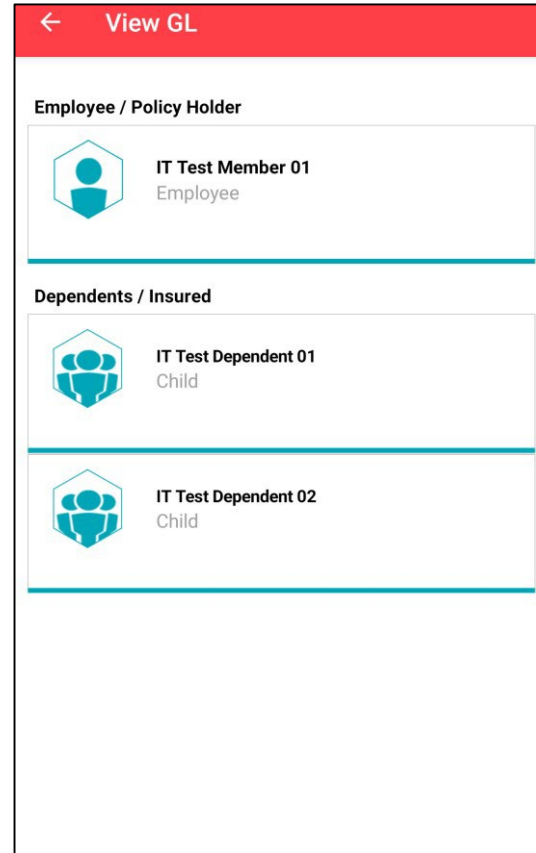 View GL
Employee / Policy Holder
IT Test Member 01
Employee
Dependents / Insured
IT Test Dependent 01
Child
IT Test Dependent 02
Child